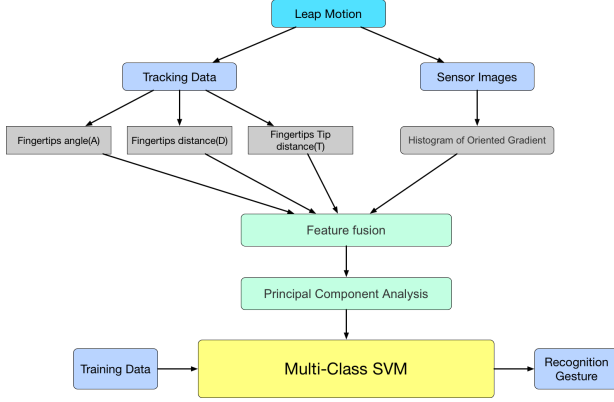 Leap Motion
Tracking Data
Sensor Images
Fingertips angle(A)
Fingertips distance(D)
Fingertips Tip
distance(T)
Histogram of Oriented Gradient
Feature fusion
Principal Component Analysis
Training Data
Multi-Class SVM
Recognition
Gesture